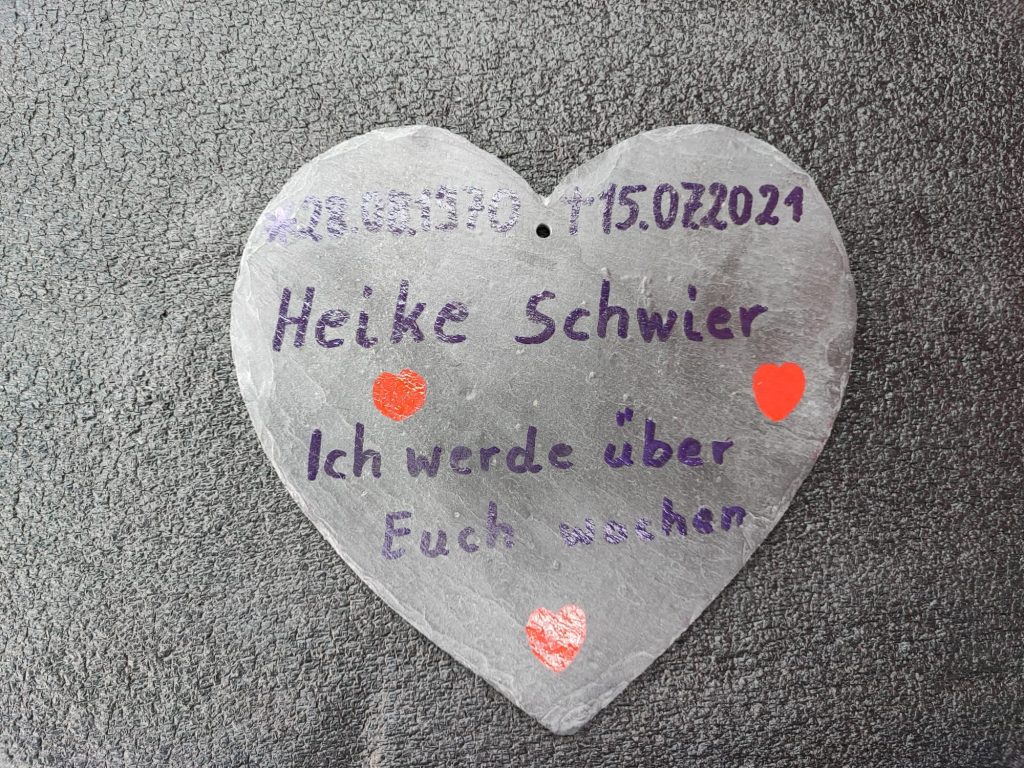 *28.08.1970 †15.07.2021
Heike Schwier
Ich werde über
Euch wachen